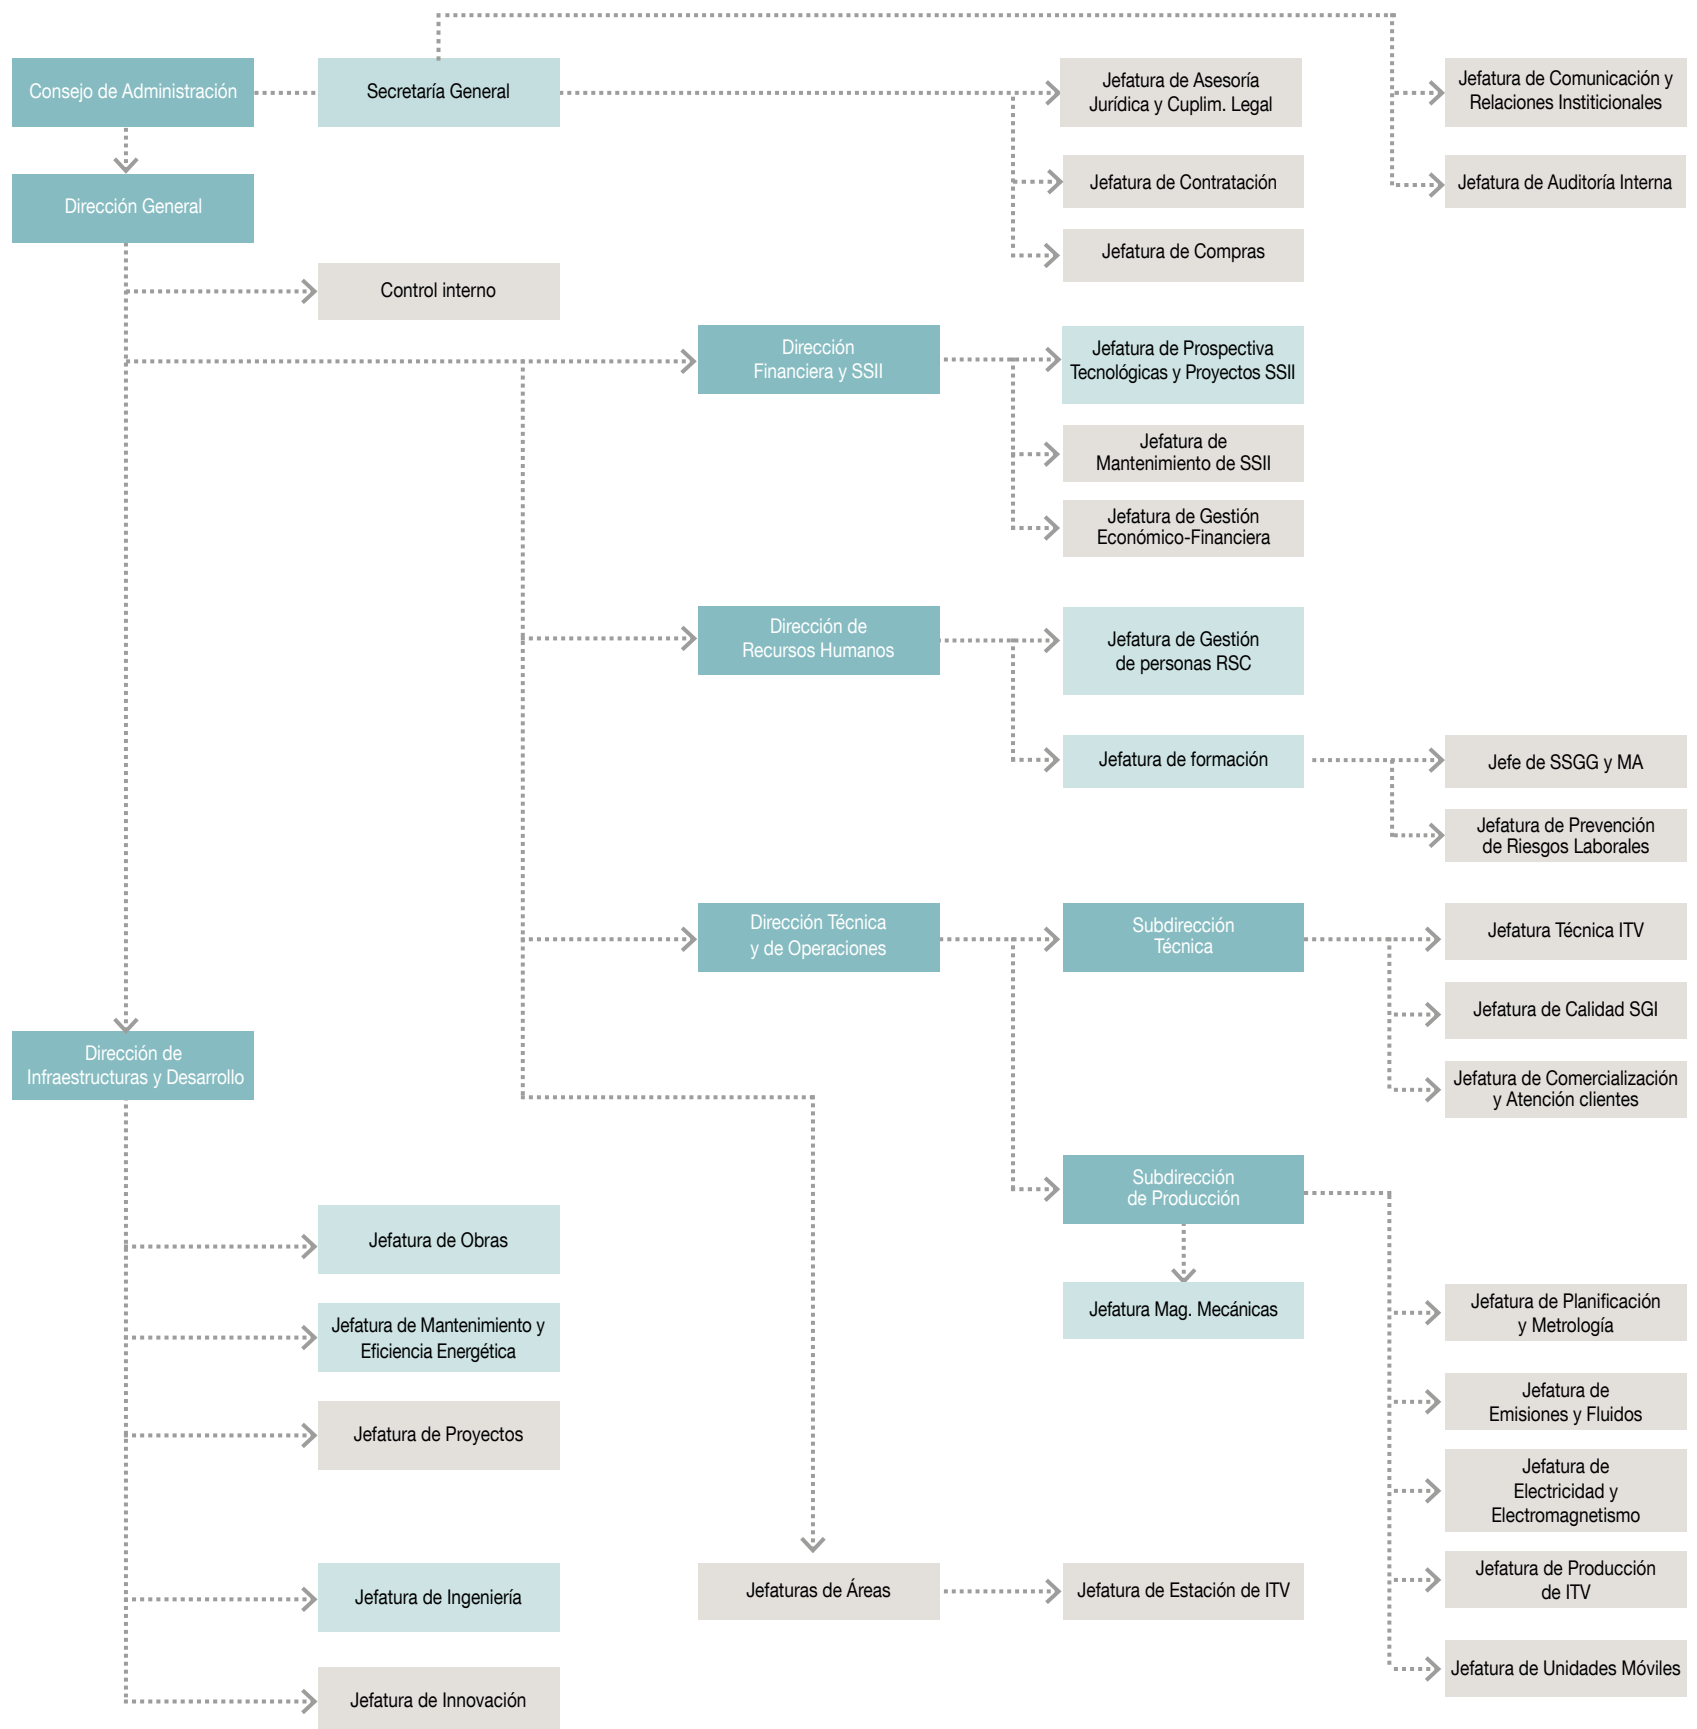 Consejo de Administración
Secretaría General
Jefatura de Asesoría
Jurídica y Cuplim. Legal
Jefatura de Comunicación y
Relaciones Institicionales
Jefatura de Contratación
Jefatura de Auditoría Interna
Dirección General
Jefatura de Compras
Control interno
Dirección
Financiera y SSII
Jefatura de Prospectiva
Tecnológicas y Proyectos SSII
Jefatura de
Mantenimiento de SSII
Jefatura de Gestión
Económico-Financiera
Dirección de
Recursos Humanos
Jefatura de Gestión
de personas RSC
Jefatura de formación
Jefe de SSGG y MA
Jefatura de Prevención
de Riesgos Laborales
Dirección Técnica
y de Operaciones
Subdirección
Técnica
Jefatura Técnica ITV
Jefatura de Calidad SGI
Jefatura de Comercialización
y Atención clientes
Dirección de
Infraestructuras y Desarrollo
Subdirección
de Producción
Jefatura de Obras
Jefatura Mag. Mecánicas
Jefatura de Planificación
y Metrología
Jefatura de Mantenimiento y
Eficiencia Energética
Jefatura de
Emisiones y Fluidos
Jefatura de Proyectos
Jefatura de
Electricidad y
Electromagnetismo
Jefatura de Ingeniería
Jefaturas de Áreas
Jefatura de Estación de ITV
Jefatura de Producción
de ITV
Jefatura de Unidades Móviles
Jefatura de Innovación